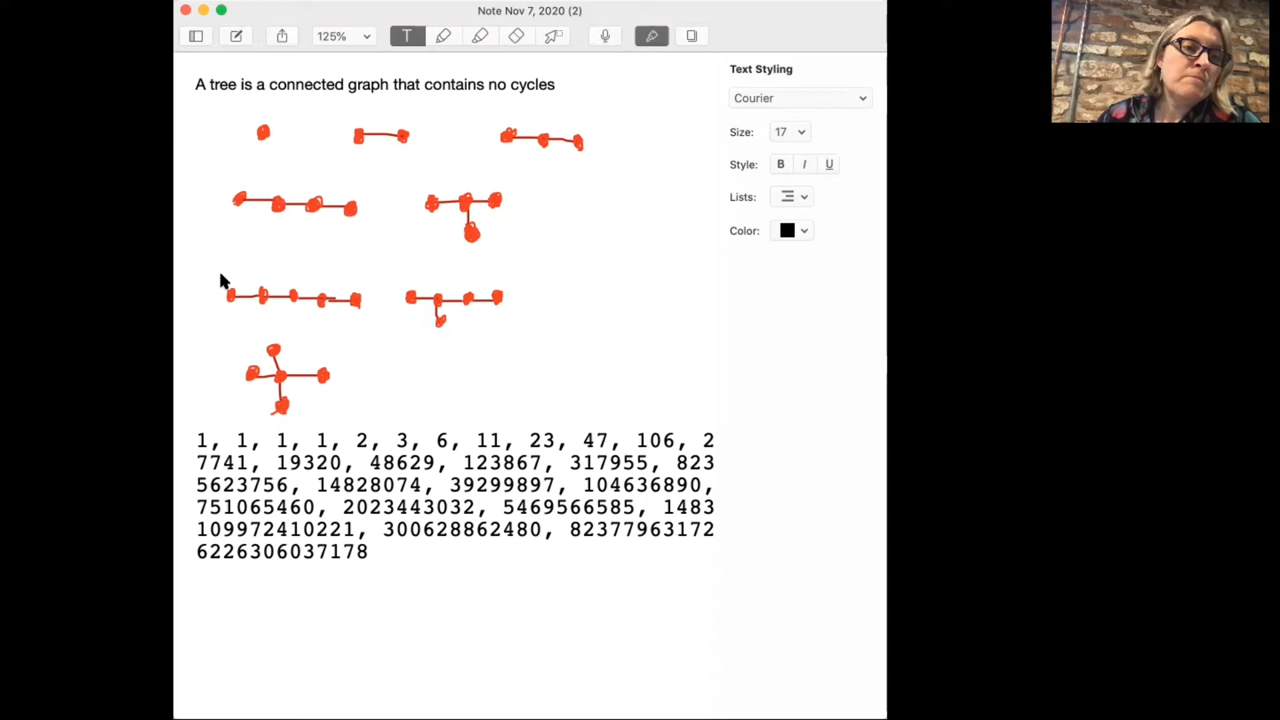 Note Nov 7, 2020 (2)
125%
T
Text Styling
A tree is a connected graph that contains no cycles
Courier
Size: 17
Style: B I U
Lists:
Color:
1, 1, 1, 1, 2, 3, 6, 11, 23, 47, 106, 2
7741, 19320, 48629, 123867, 317955, 823
5623756, 14828074, 39299897, 104636890,
751065460, 2023443032, 5469566585, 1483
109972410221, 300628862480, 82377963172
6226306037178